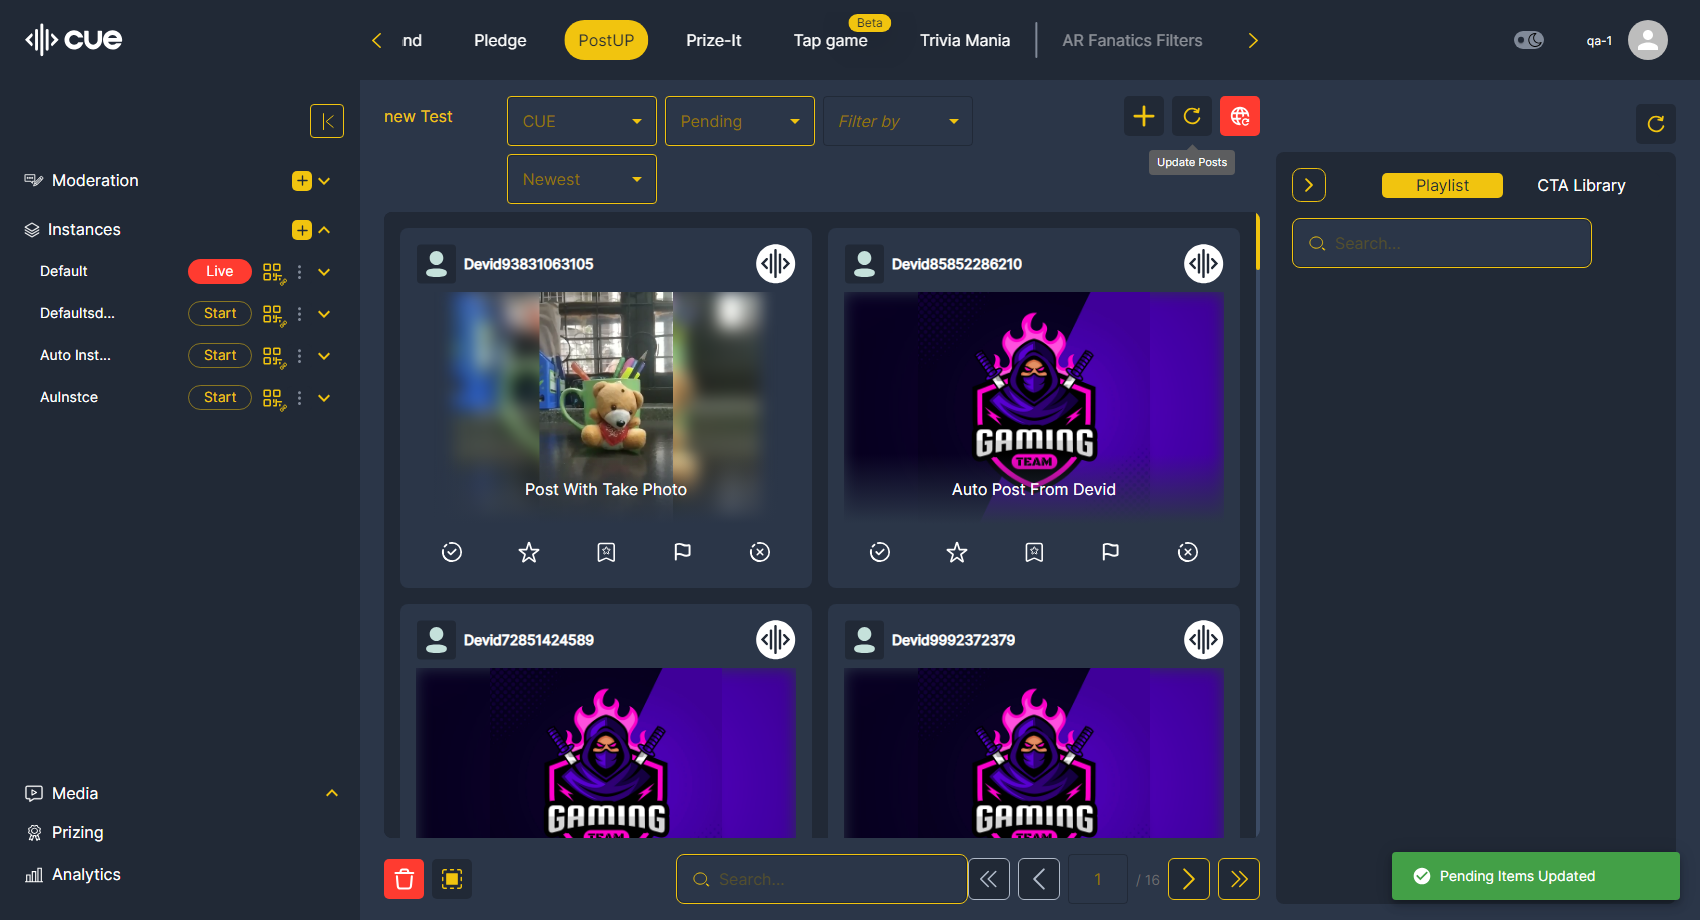 cue
nd
Pledge
PostUP
Prize-It
Tap game
Beta
Trivia Mania
AR Fanatics Filters
qa-1
new Test
CUE
Pending
Filter by
Newest
Update Posts
Moderation
Instances
Default
Live
Defaultsd...
Start
Auto Inst...
Start
AuInstce
Start
Media
Prizing
Analytics
Devid93831063105
Post With Take Photo
Devid85852286210
GAMING
TEAM
Auto Post From Devid
Devid72851424589
GAMING
TEAM
Devid9992372379
GAMING
TEAM
Search...
1
/ 16
Playlist
CTA Library
Search...
Pending Items Updated